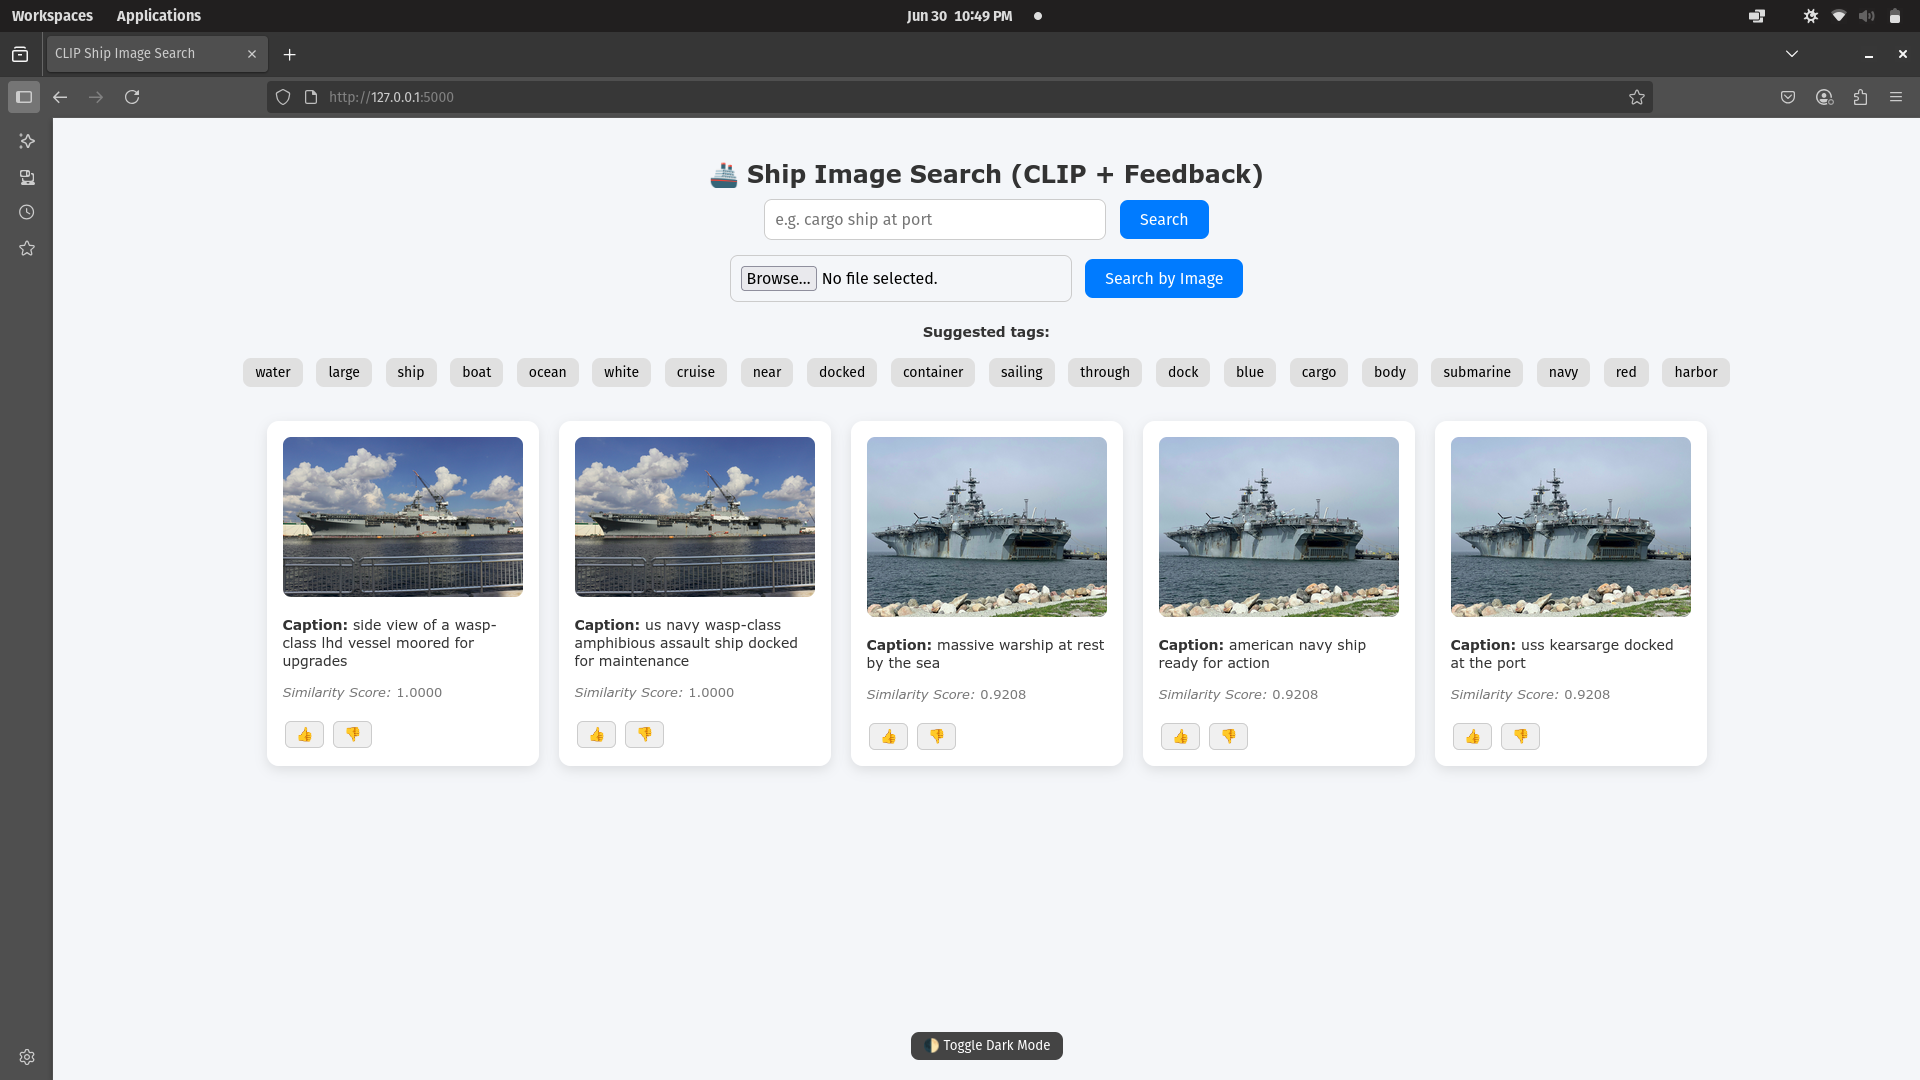 Workspaces Applications Jun 30 10:49 PM
CLIP Ship Image Search
http://127.0.0.1:5000
Ship Image Search (CLIP + Feedback)
e.g. cargo ship at port Search
Browse... No file selected. Search by Image
Suggested tags:
water large ship boat ocean white cruise near docked container sailing through dock blue cargo body submarine navy red harbor
Caption: side view of a wasp-
class lhd vessel moored for
upgrades
Similarity Score: 1.0000
Caption: us navy wasp-class
amphibious assault ship docked
for maintenance
Similarity Score: 1.0000
Caption: massive warship at rest
by the sea
Similarity Score: 0.9208
Caption: american navy ship
ready for action
Similarity Score: 0.9208
Caption: uss kearsarge docked
at the port
Similarity Score: 0.9208
Toggle Dark Mode